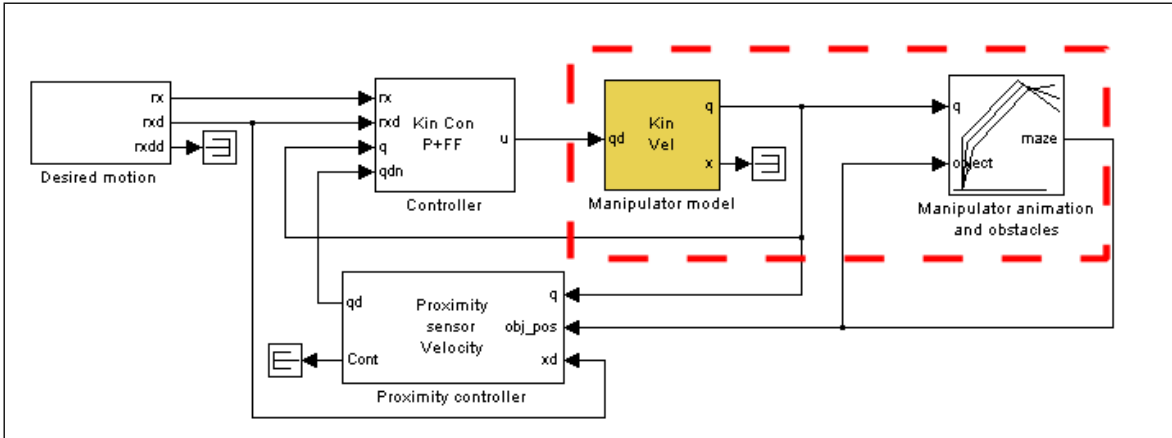 rx
rxd
rxdd
Desired motion
rx
rxd
q
qdn
Kin Con
P+FF
u
Controller
qd
Kin
Vel
q
x
Manipulator model
q
object
maze
Manipulator animation
and obstacles
qd
Cont
Proximity
sensor
Velocity
q
obj_pos
xd
Proximity controller